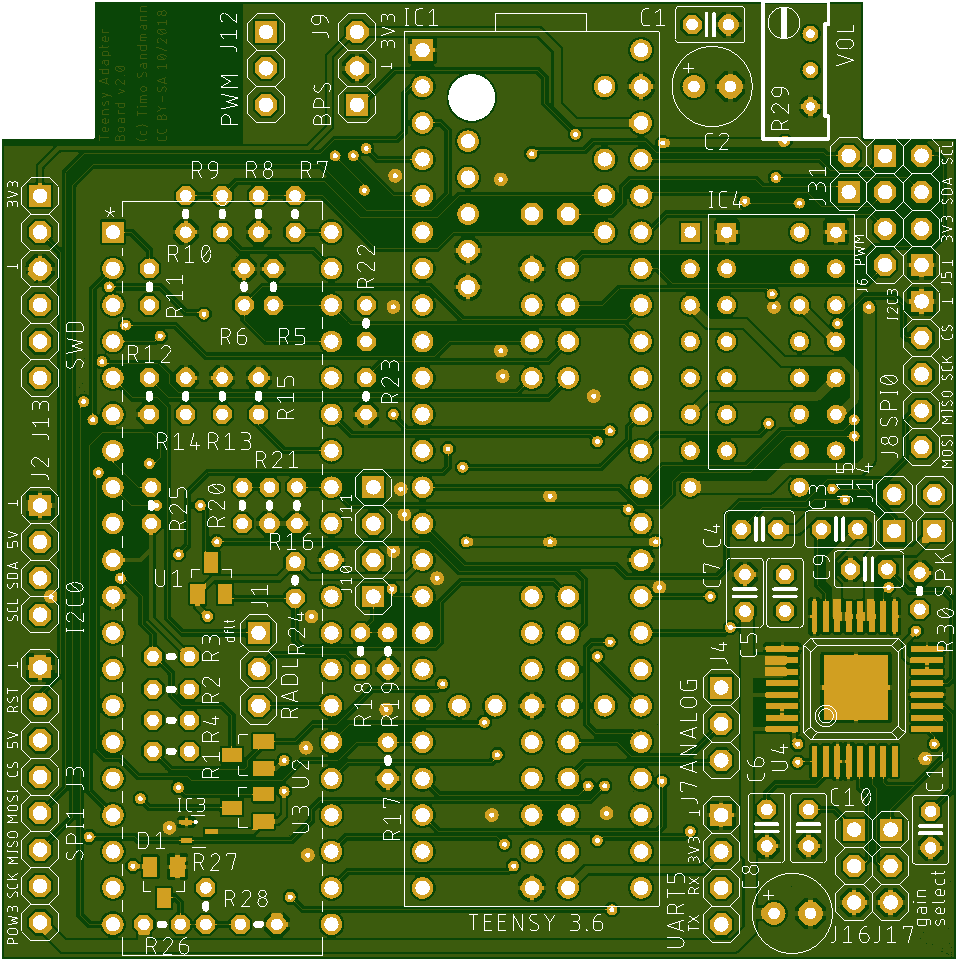 Teensy Adapter
Board v2.0
(c) Timo Sandmann
CC BY-SA 10/2018
PWM J12
BPS J9
3V3
IC1
C1
C2
R29
VOL
R9
R8
R7
J31
SCL
SDA
3V3
J5
IC4
J6 PWM
J2IC3
CS
SCK
MISO
MOSI
J8 SPI0
3V3
SWD
J13
*
R10
R11
R6
R5
R22
R12
R15
R23
R14
R13
R21
R25
R20
R16
J11
J10
J15
J14
C3
C4
C7
C5
C9
R30 SPK
J2
I2C0
5V
SDA
SCL
U1
J1
dflt
RADLR24
R3
R2
R4
R1
R18
R19
R17
U2
U3
IC3
D1
R27
R28
R26
SPI1 J3
RST
5V
CS
MOSI
MISO
SCK
POW3
J4
ANALOG
J7
U4
C6
C8
C10
C11
3V3
RX
TX
UART5
TEENSY 3.6
J16
J17
gain
select